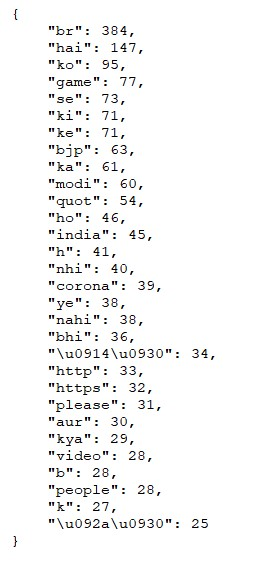 {
"br": 384,
"hai": 147,
"ko": 95,
"game": 77,
"se": 73,
"ki": 71,
"ke": 71,
"bjp": 63,
"ka": 61,
"modi": 60,
"quot": 54,
"ho": 46,
"india": 45,
"h": 41,
"nhi": 40,
"corona": 39,
"ye": 38,
"nahi": 38,
"bhi": 36,
"\u0914\u0930": 34,
"http": 33,
"https": 32,
"please": 31,
"aur": 30,
"kya": 29,
"video": 28,
"b": 28,
"people": 28,
"k": 27,
"\u092a\u0930": 25
}